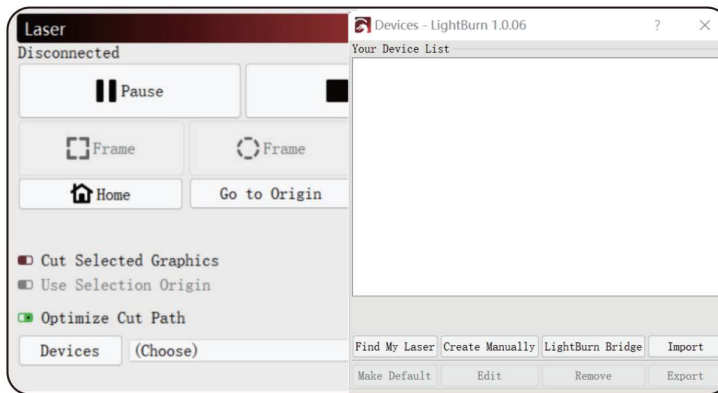 Laser
Disconnected
Pause
Frame
Frame
Home
Go to Origin
Cut Selected Graphics
Use Selection Origin
Optimize Cut Path
Devices
(Choose)
Devices - LightBurn 1.0.06
?
Your Device List
Find My Laser
Create Manually
LightBurn Bridge
Import
Make Default
Edit
Remove
Export